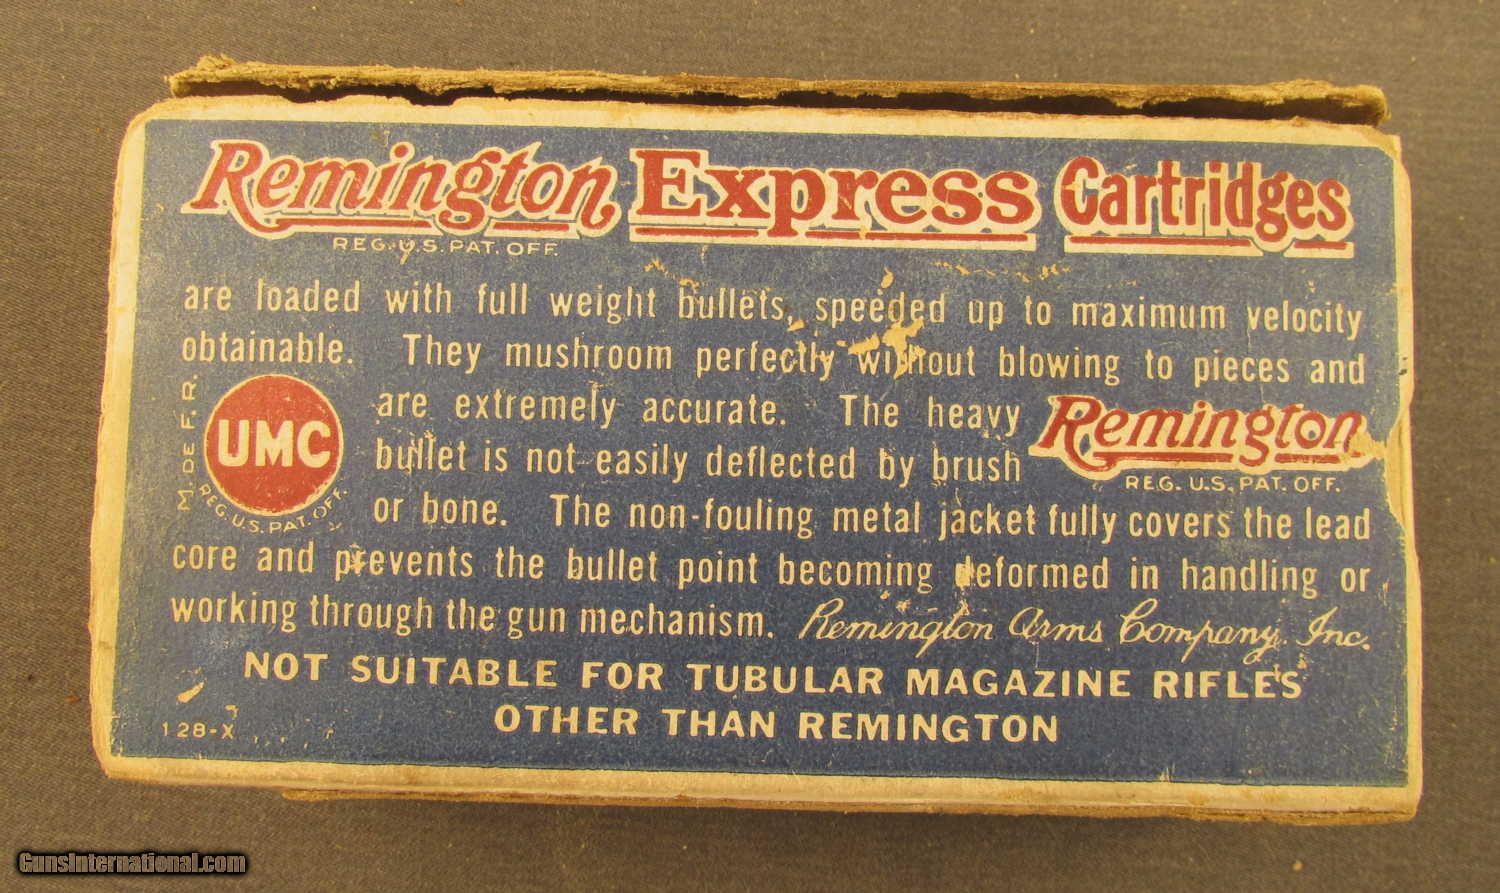 Remington Express Cartridges
REG. U.S. PAT. OFF.
are loaded with full weight bullets, speeded up to maximum velocity
obtainable. They mushroom perfectly without blowing to pieces and
M. DE F. R.
UMC
REG. U.S. PAT. OFF.
are extremely accurate. The heavy
bullet is not easily deflected by brush
Remington
REG. U.S. PAT. OFF.
or bone. The non-fouling metal jacket fully covers the lead
core and prevents the bullet point becoming deformed in handling or
working through the gun mechanism. Remington Arms Company, Inc.
NOT SUITABLE FOR TUBULAR MAGAZINE RIFLES
OTHER THAN REMINGTON
128-X
GunsInternational.com